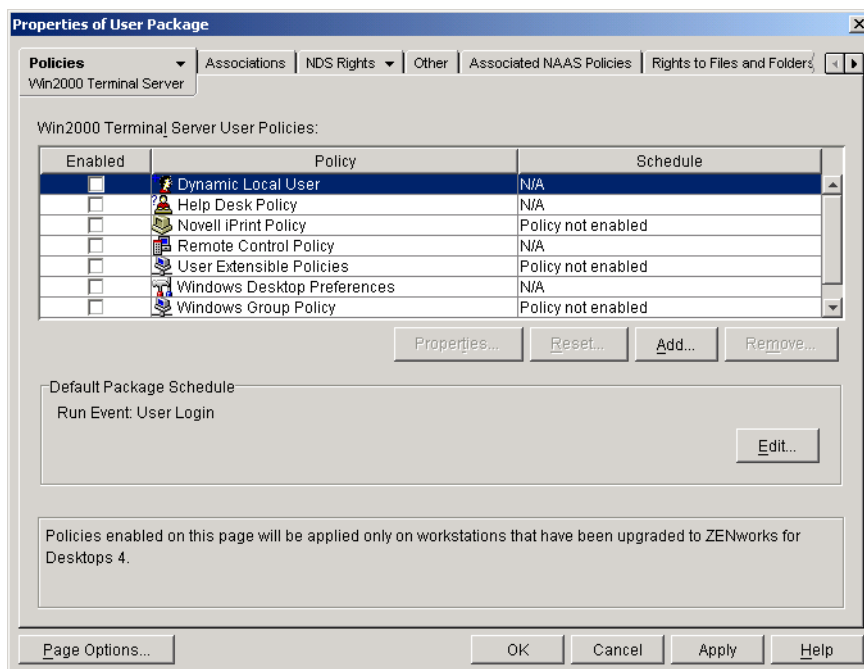 Properties of User Package
Policies
Win2000 Terminal Server
Associations
NDS Rights
Other
Associated NAAS Policies
Rights to Files and Folders
Win2000 Terminal Server User Policies:
Enabled Policy Schedule
Dynamic Local User N/A
Help Desk Policy N/A
Novell iPrint Policy Policy not enabled
Remote Control Policy N/A
User Extensible Policies Policy not enabled
Windows Desktop Preferences N/A
Windows Group Policy Policy not enabled
Properties... Reset... Add... Remove...
Default Package Schedule
Run Event: User Login
Edit...
Policies enabled on this page will be applied only on workstations that have been upgraded to ZENworks for
Desktops 4.
Page Options... OK Cancel Apply Help